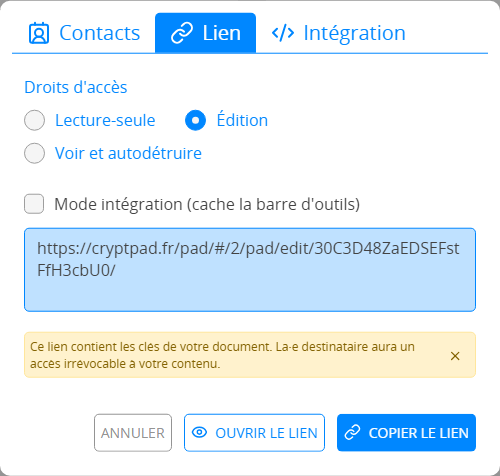 Contacts Lien Intégration
Droits d'accès
Lecture-seule Édition
Voir et autodétruire
Mode intégration (cache la barre d'outils)
https://cryptpad.fr/pad/#/2/pad/edit/30C3D48ZaEDSEFst
FfH3cbU0/
Ce lien contient les clés de votre document. La·e destinataire aura un
accès irrévocable à votre contenu.
ANNULER OUVRIR LE LIEN COPIER LE LIEN